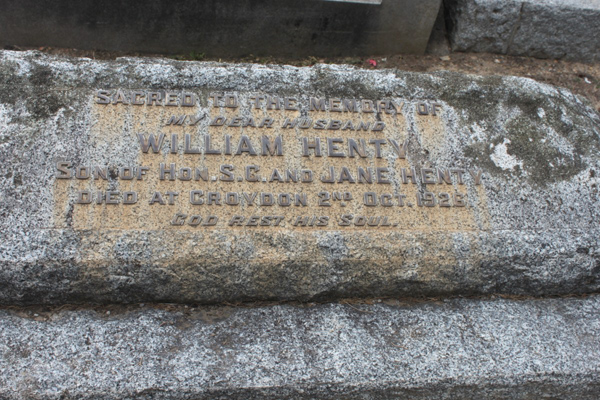 SACRED TO THE MEMORY OF
MY DEAR HUSBAND
WILLIAM HENTY
SON OF HON. S.G. AND JANE HENTY,
DIED AT CROYDON 2ND OCT. 1923.
GOD REST HIS SOUL.